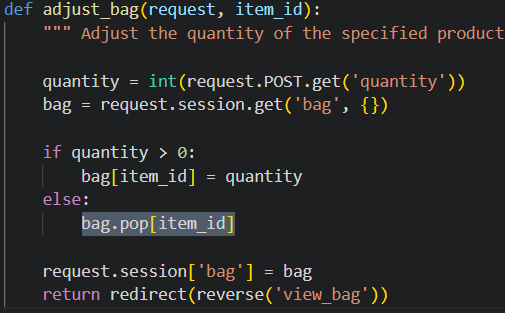 def adjust_bag(request, item_id):
    """ Adjust the quantity of the specified product
    quantity = int(request.POST.get('quantity'))
    bag = request.session.get('bag', {})
    if quantity > 0:
        bag[item_id] = quantity
    else:
        bag.pop[item_id]
    request.session['bag'] = bag
    return redirect(reverse('view_bag'))